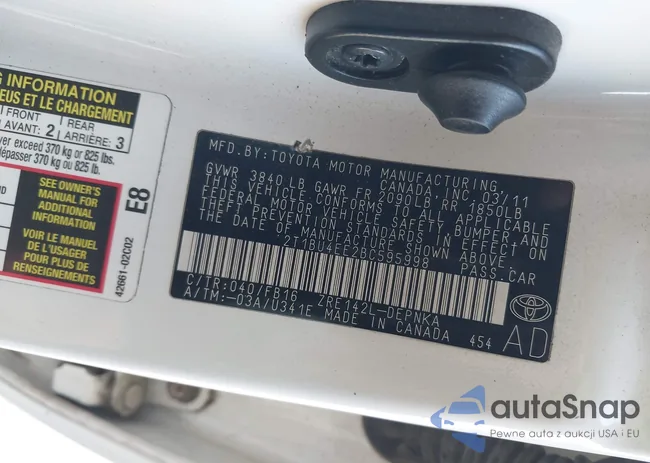 G INFORMATION
EUS ET LE CHARGEMENT
FRONT
AVANT: 2
REAR
ARRIÈRE: 3
ver exceed 370 kg or 825 lbs.
dépasser 370 kg ou 825 lb.
SEE OWNER'S
MANUAL FOR
ADDITIONAL
INFORMATION
VOIR LE MANUEL
DE L'USAGER
POUR PLUS DE
RENSEIGNEMENTS
E8
42661-02C02
MFD.BY:TOYOTA MOTOR MANUFACTURING,
CANADA, INC. 03/11
GVWR 3840LB GAWR FR 2090LB RR 1850LB
THIS VEHICLE CONFORMS TO ALL APPLICABLE
FEDERAL MOTOR VEHICLE SAFETY, BUMPER, AND
THEFT PREVENTION STANDARDS IN EFFECT ON
THE DATE OF MANUFACTURE SHOWN ABOVE.
2T1BU4EE2BC595998
PASS.CAR
C/TR:040/FB16 ZRE142L-DEPNKA
A/TM:-03A/U341E
MADE IN CANADA
454
TOYOTA
AD
autaSnap
Pewne auta z aukcji USA i EU